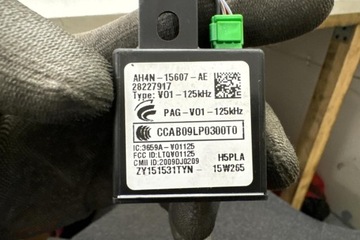 AH4N-15607-AE
28227917
Type: V01-125kHz
PAG-V01-125kHz
CCAB09LP0300T0
IC:3659A-V01125
FCC ID:LTQV01125
CMII ID:2009DJ0209
H5PLA
ZY151531TYN- 15W265